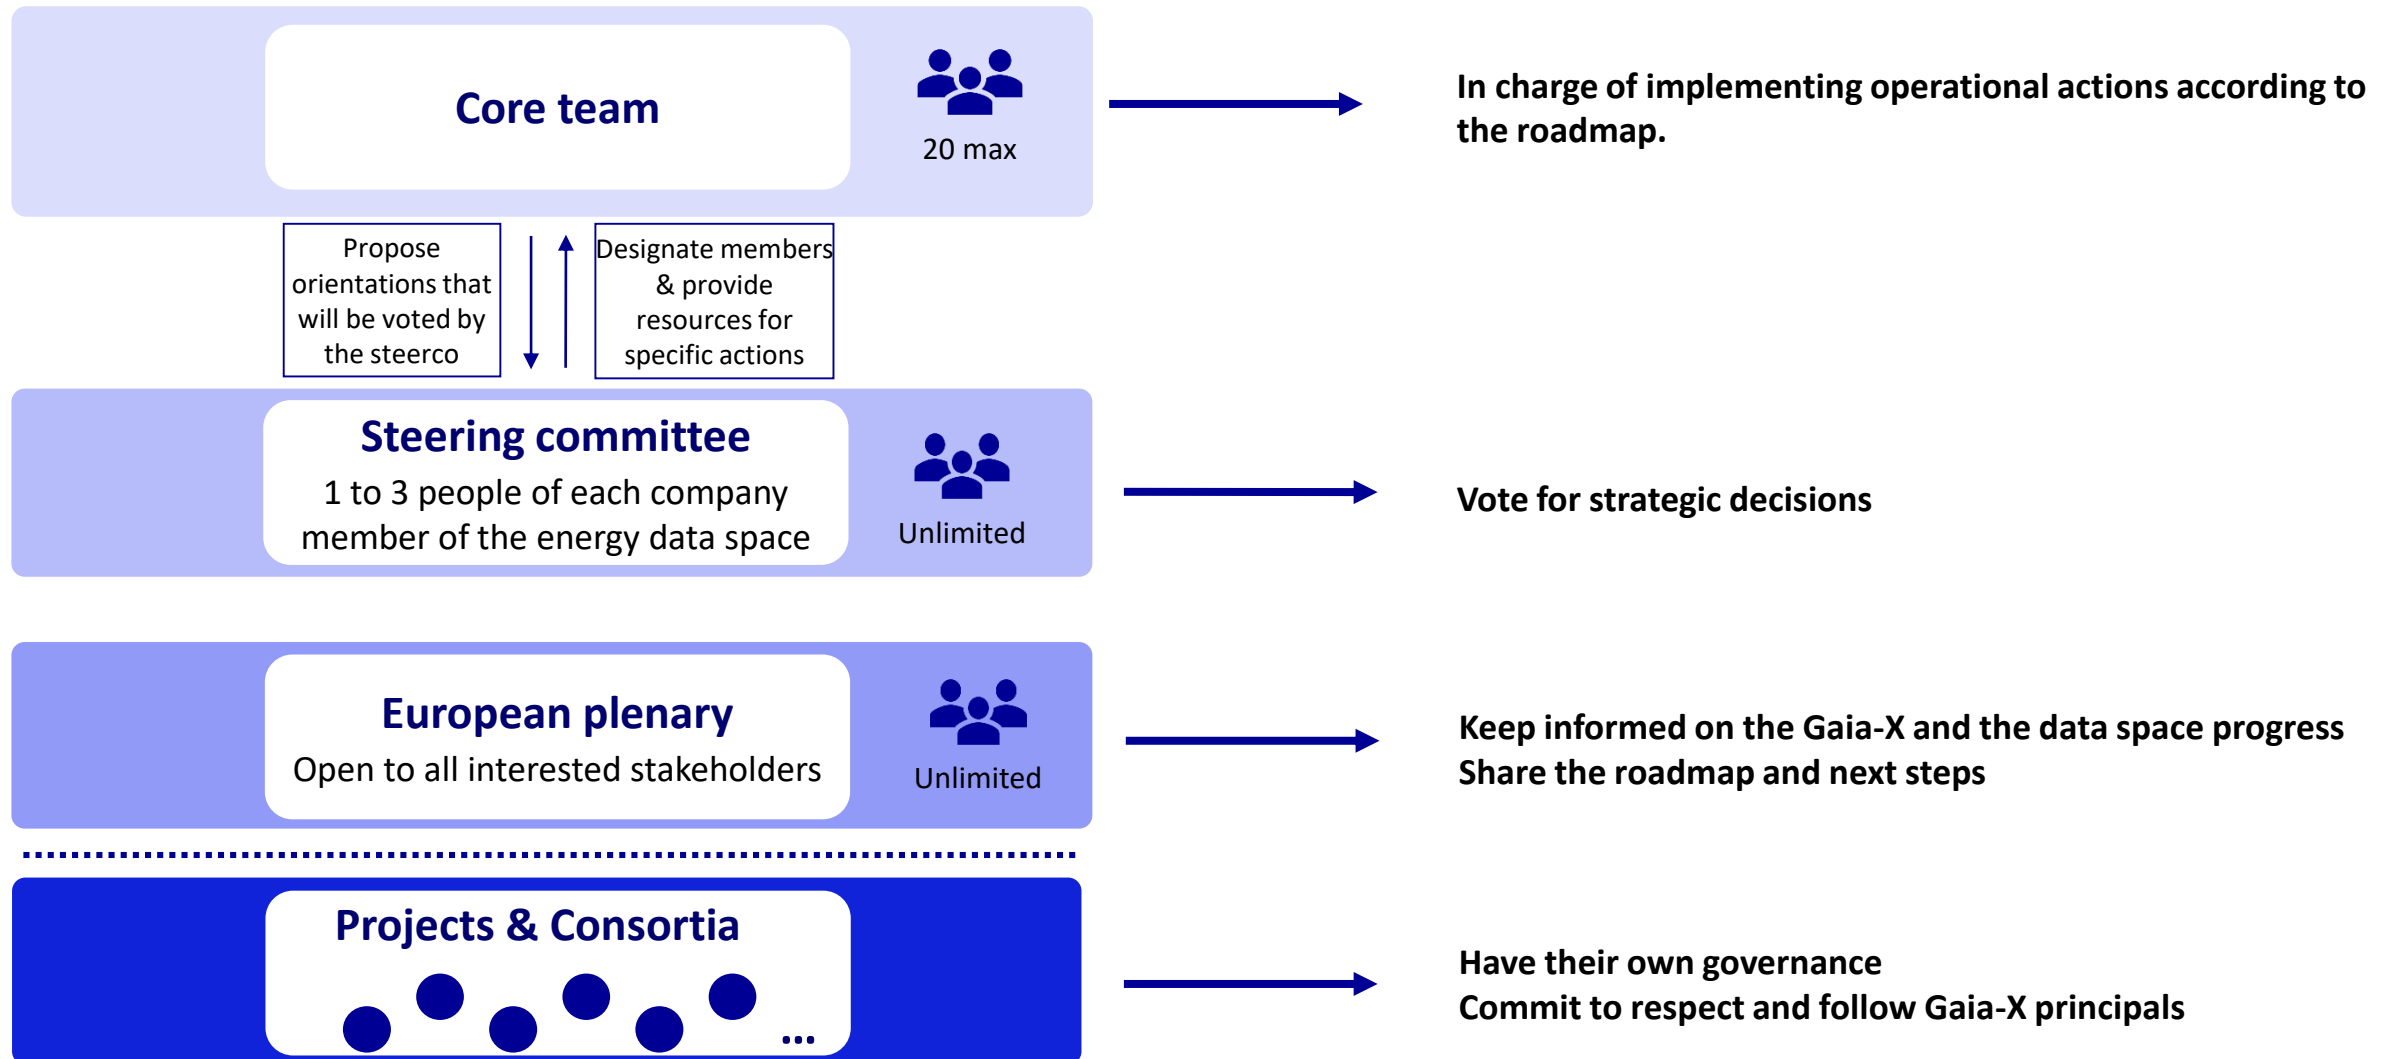 Core team
20 max
In charge of implementing operational actions according to
the roadmap.
Propose
orientations that
will be voted by
the steerco
Designate members
& provide
resources for
specific actions
Steering committee
1 to 3 people of each company
member of the energy data space
Unlimited
Vote for strategic decisions
European plenary
Open to all interested stakeholders
Unlimited
Keep informed on the Gaia-X and the data space progress
Share the roadmap and next steps
Projects & Consortia
...
Have their own governance
Commit to respect and follow Gaia-X principals